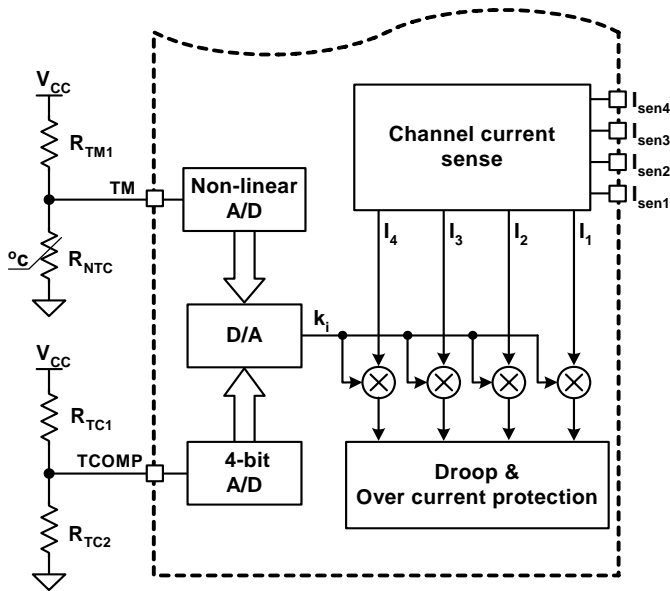 V_CC
R_TM1
TM
°c
R_NTC
Non-linear
A/D
D/A
k_i
V_CC
R_TC1
TCOMP
R_TC2
4-bit
A/D
Channel current
sense
I_sen4
I_sen3
I_sen2
I_sen1
I_4
I_3
I_2
I_1
Droop &
Over current protection